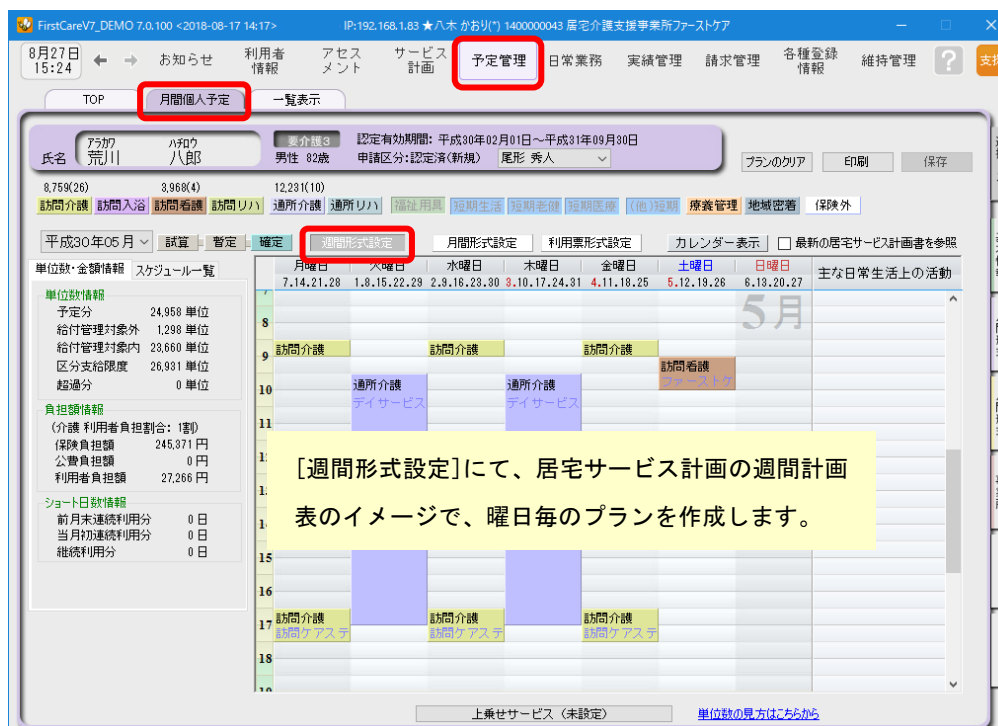 FirstCareV7_DEMO 7.0.100 <2018-08-17 14:17> IP:192.168.1.83 ★八木 かおり(*) 1400000043 居宅介護支援事業所ファーストケア
8月27日 15:24 お知らせ 利用者情報 アセスメント サービス計画 予定管理 日常業務 実績管理 請求管理 各種登録情報 維持管理 ?
TOP 月間個人予定 一覧表示
氏名 アラカワ 荒川 ハチロウ 八郎 要介護3 男性 82歳
認定有効期間: 平成30年02月01日～平成31年09月30日
申請区分:認定済(新規) 尾形 秀人 プランのクリア 印刷 保存
8,759(26) 3,968(4) 12,231(10)
訪問介護 訪問入浴 訪問看護 訪問リハ 通所介護 通所リハ 福祉用具 短期生活 短期老健 短期医療 (他)短期 療養管理 地域密着 保険外
平成30年05月 試算 暫定 確定 週間形式設定 月間形式設定 利用票形式設定 カレンダー表示 最新の居宅サービス計画書を参照
単位数・金額情報 スケジュール一覧
単位数情報
予定分 24,958 単位
給付管理対象外 1,298 単位
給付管理対象内 23,660 単位
区分支給限度 26,931 単位
超過分 0 単位
負担額情報
(介護 利用者負担割合: 1割)
保険負担額 245,371 円
公費負担額 0 円
利用者負担額 27,266 円
ショート日数情報
前月末連続利用分 0 日
当月初連続利用分 0 日
継続利用分 0 日
月曜日 火曜日 水曜日 木曜日 金曜日 土曜日 日曜日 主な日常生活上の活動
7.14.21.28 1.8.15.22.29 2.9.16.23.30 3.10.17.24.31 4.11.18.25 5.12.19.26 6.13.20.27
5月
8
9 訪問介護 訪問介護 訪問介護
訪問看護
ファーストケ
10 通所介護 通所介護
デイサービス デイサービス
11
[週間形式設定]にて、居宅サービス計画の週間計画
表のイメージで、曜日毎のプランを作成します。
15
16
17 訪問介護 訪問介護 訪問介護
訪問ケアステ 訪問ケアステ 訪問ケアステ
18
上乗せサービス (未設定) 単位数の見方はこちらから